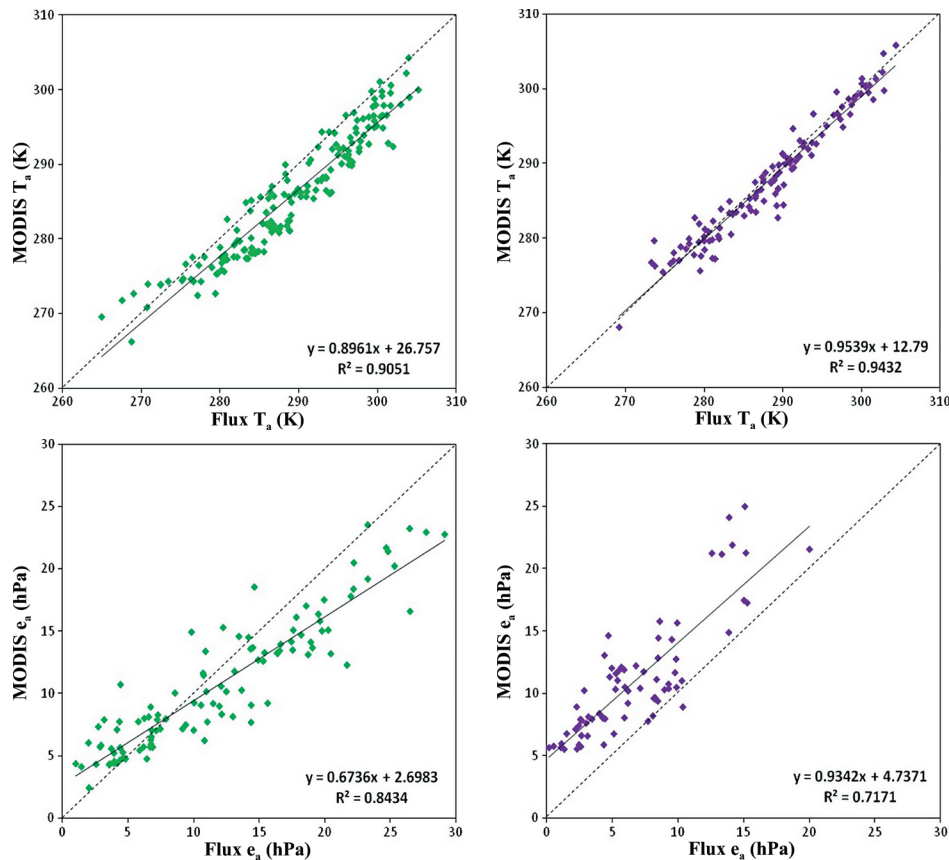 310
300
290
280
270
260
MODIS Ta (K)
y = 0.8961x + 26.757
R² = 0.9051
260 270 280 290 300 310
Flux Ta (K)
310
300
290
280
270
260
MODIS Ta (K)
y = 0.9539x + 12.79
R² = 0.9432
260 270 280 290 300 310
Flux Ta (K)
30
25
20
15
10
5
0
MODIS ea (hPa)
y = 0.6736x + 2.6983
R² = 0.8434
0 5 10 15 20 25 30
Flux ea (hPa)
30
25
20
15
10
5
0
MODIS ea (hPa)
y = 0.9342x + 4.7371
R² = 0.7171
0 5 10 15 20 25 30
Flux ea (hPa)